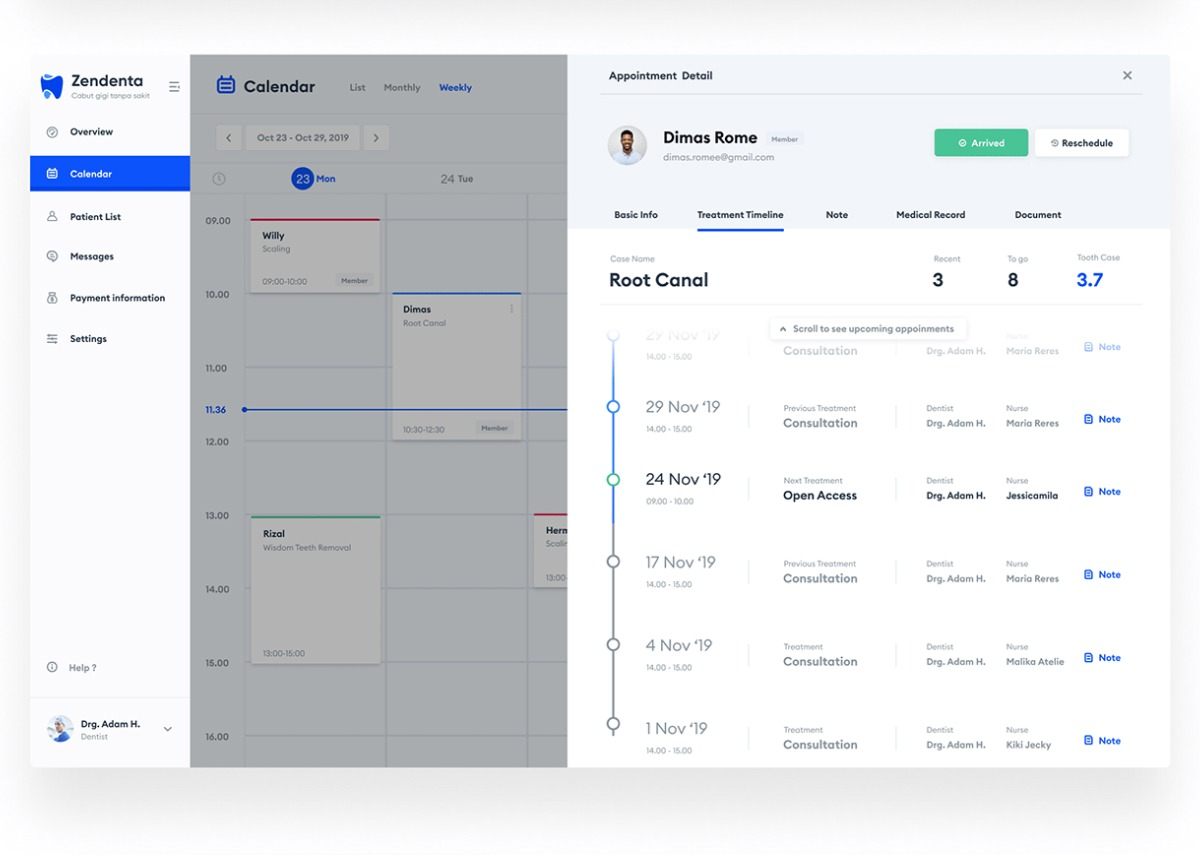 Zendenta
Cabut gigi tanpa sakit
Overview
Calendar
Patient List
Messages
Payment information
Settings
Help ?
Drg. Adam H.
Dentist
Calendar
List Monthly Weekly
Oct 23 - Oct 29, 2019
23 Mon 24 Tue
09.00
Willy
Scaling
09:00-10:00 Member
10.00
Dimas
Root Canal
11.00
11.36
10:30-12:30 Member
12.00
13.00
Rizal
Wisdom Teeth Removal
Herm
Scalin
13:00-
14.00
13:00-15:00
15.00
16.00
Appointment Detail
Dimas Rome Member
dimas.romee@gmail.com
Arrived Reschedule
Basic Info Treatment Timeline Note Medical Record Document
Case Name Recent To go Tooth Case
Root Canal 3 8 3.7
Scroll to see upcoming appoinments
29 Nov ‘19 Nurse
Consultation Drg. Adam H. Maria Reres Note
14.00 - 15.00
29 Nov ‘19 Previous Treatment Dentist Nurse
Consultation Drg. Adam H. Maria Reres Note
14.00 - 15.00
24 Nov ‘19 Next Treatment Dentist Nurse
Open Access Drg. Adam H. Jessicamila Note
09.00 - 10.00
17 Nov ‘19 Previous Treatment Dentist Nurse
Consultation Drg. Adam H. Maria Reres Note
14.00 - 15.00
4 Nov ‘19 Treatment Dentist Nurse
Consultation Drg. Adam H. Malika Atelie Note
14.00 - 15.00
1 Nov ‘19 Treatment Dentist Nurse
Consultation Drg. Adam H. Kiki Jecky Note
14.00 - 15.00